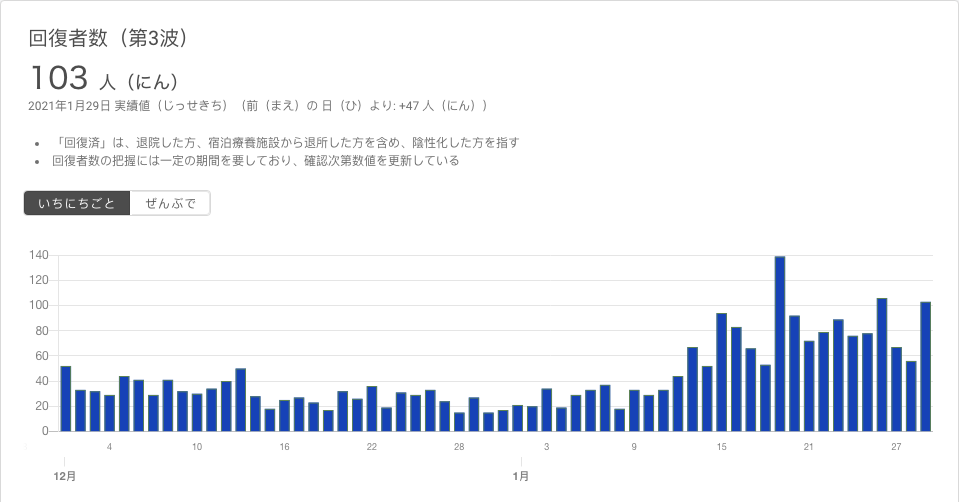 回復者数（第3波）
103 人（にん）
2021年1月29日 実績値（じっせきち）（前（まえ）の 日（ひ）より: +47 人（にん））
• 「回復済」は、退院した方、宿泊療養施設から退所した方を含め、陰性化した方を指す
• 回復者数の把握には一定の期間を要しており、確認次第数値を更新している
いちにちごと ぜんぶで
140
120
100
80
60
40
20
0
4 10 16 22 28 3 9 15 21 27
12月 1月